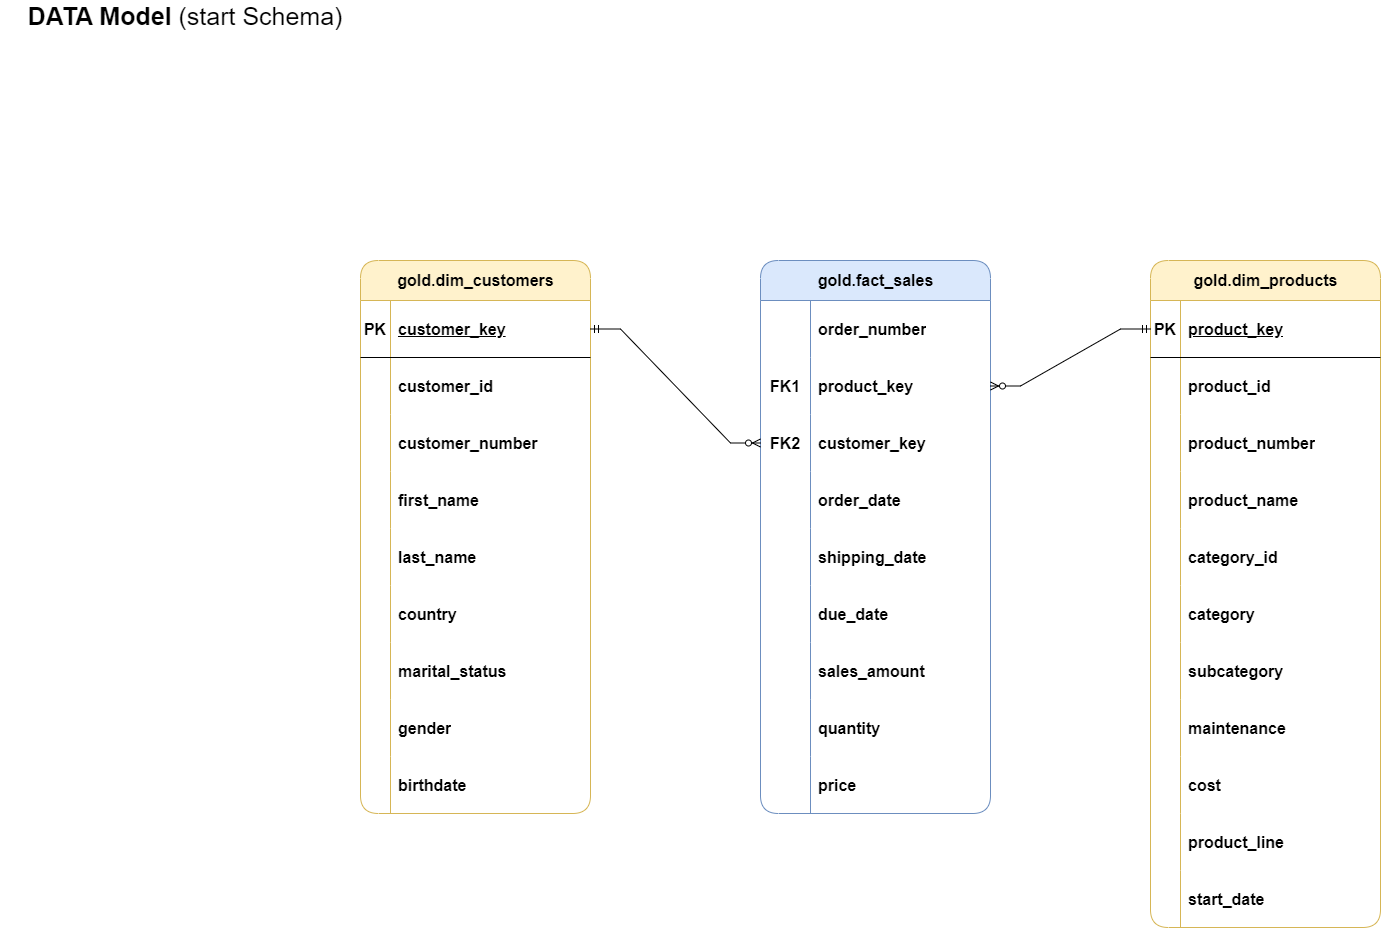 DATA Model (start Schema)
gold.dim_customers
PK customer_key
customer_id
customer_number
first_name
last_name
country
marital_status
gender
birthdate
gold.fact_sales
order_number
FK1 product_key
FK2 customer_key
order_date
shipping_date
due_date
sales_amount
quantity
price
gold.dim_products
PK product_key
product_id
product_number
product_name
category_id
category
subcategory
maintenance
cost
product_line
start_date